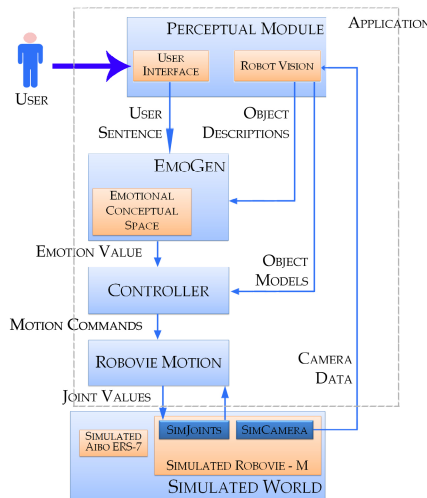 APPLICATION
PERCEPTUAL MODULE
USER
INTERFACE
ROBOT VISION
USER
USER
SENTENCE
OBJECT
DESCRIPTIONS
EMOGEN
EMOTIONAL
CONCEPTUAL
SPACE
EMOTION VALUE
OBJECT
MODELS
CONTROLLER
MOTION COMMANDS
ROBOVIE MOTION
CAMERA
DATA
JOINT VALUES
SIMJOINTS
SIMCAMERA
SIMULATED
AIBO ERS-7
SIMULATED ROBOVIE - M
SIMULATED WORLD